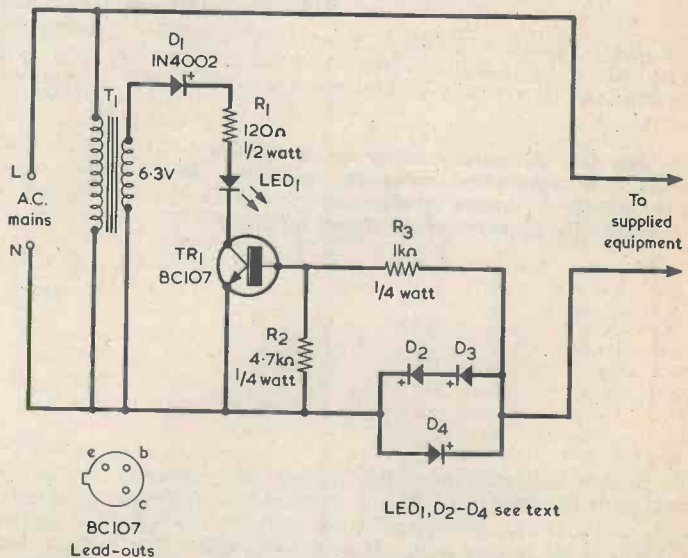 D1
1N4002
T1
R1
120Ω
1/2 watt
6·3V
LED1
L
A.C.
mains
N
To
supplied
equipment
TR1
BC107
R3
1kΩ
1/4 watt
R2
4·7kΩ
1/4 watt
D2
D3
D4
+
+
+
+
e
b
c
BC107
Lead-outs
LED1, D2-D4 see text